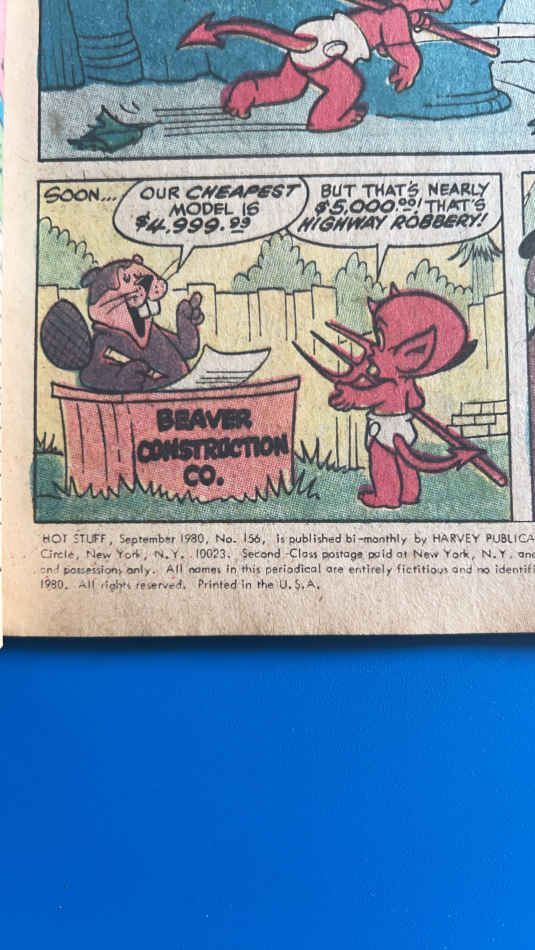 SOON...
OUR CHEAPEST
MODEL IS
$4,999.99
BUT THAT'S NEARLY
$5,000.00! THAT'S
HIGHWAY ROBBERY!
BEAVER
CONSTRUCTION
CO.
HOT STUFF, September 1980, No. 156, is published bi-monthly by HARVEY PUBLICA
Circle, New York, N.Y. 10023. Second-Class postage paid at New York, N.Y. and
and possessions only. All names in this periodical are entirely fictitious and no identifi
1980. All rights reserved. Printed in the U.S.A.